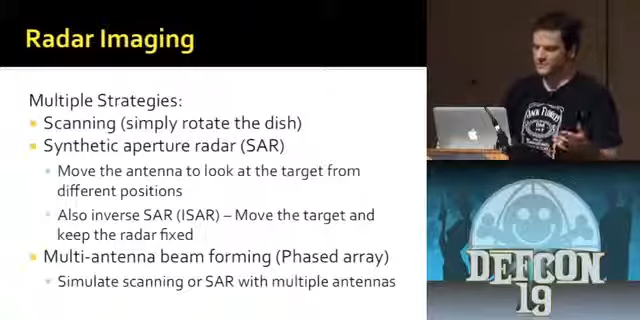 Radar Imaging
Multiple Strategies:
Scanning (simply rotate the dish)
Synthetic aperture radar (SAR)
Move the antenna to look at the target from
different positions
Also inverse SAR (ISAR) – Move the target and
keep the radar fixed
Multi-antenna beam forming (Phased array)
Simulate scanning or SAR with multiple antennas
DEFCON
19